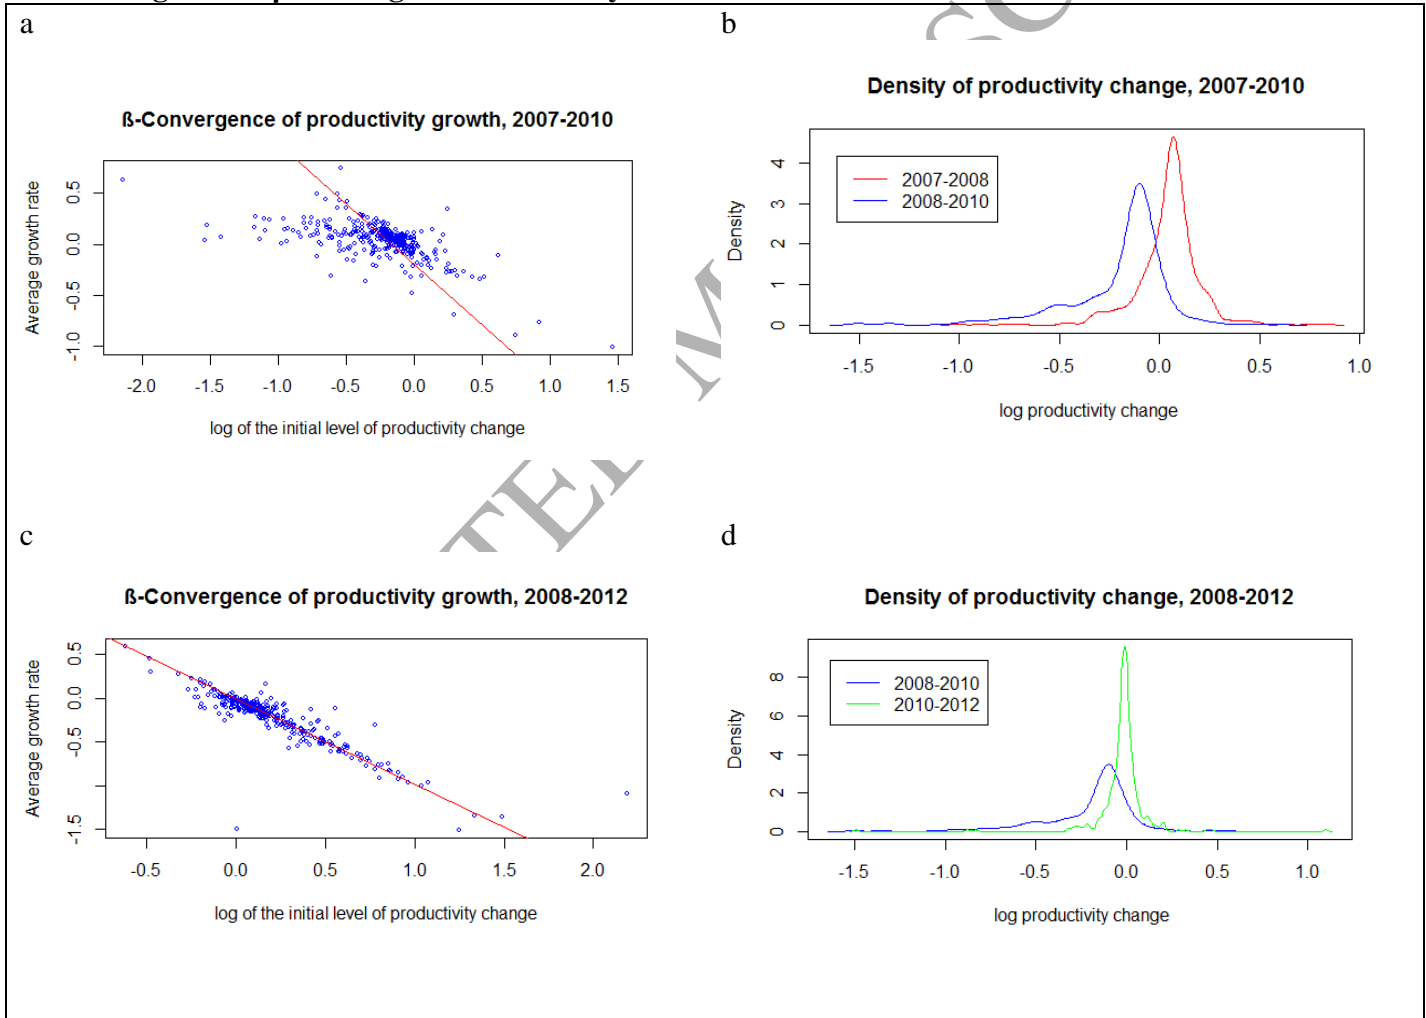 a
b
ß-Convergence of productivity growth, 2007-2010
Average growth rate
0.5
0.0
-0.5
-1.0
-2.0 -1.5 -1.0 -0.5 0.0 0.5 1.0 1.5
log of the initial level of productivity change
Density of productivity change, 2007-2010
Density
4
3
2
1
0
2007-2008
2008-2010
-1.5 -1.0 -0.5 0.0 0.5 1.0
log productivity change
c
d
ß-Convergence of productivity growth, 2008-2012
Average growth rate
0.5
0.0
-0.5
-1.5
-0.5 0.0 0.5 1.0 1.5 2.0
log of the initial level of productivity change
Density of productivity change, 2008-2012
Density
8
6
4
2
0
2008-2010
2010-2012
-1.5 -1.0 -0.5 0.0 0.5 1.0
log productivity change